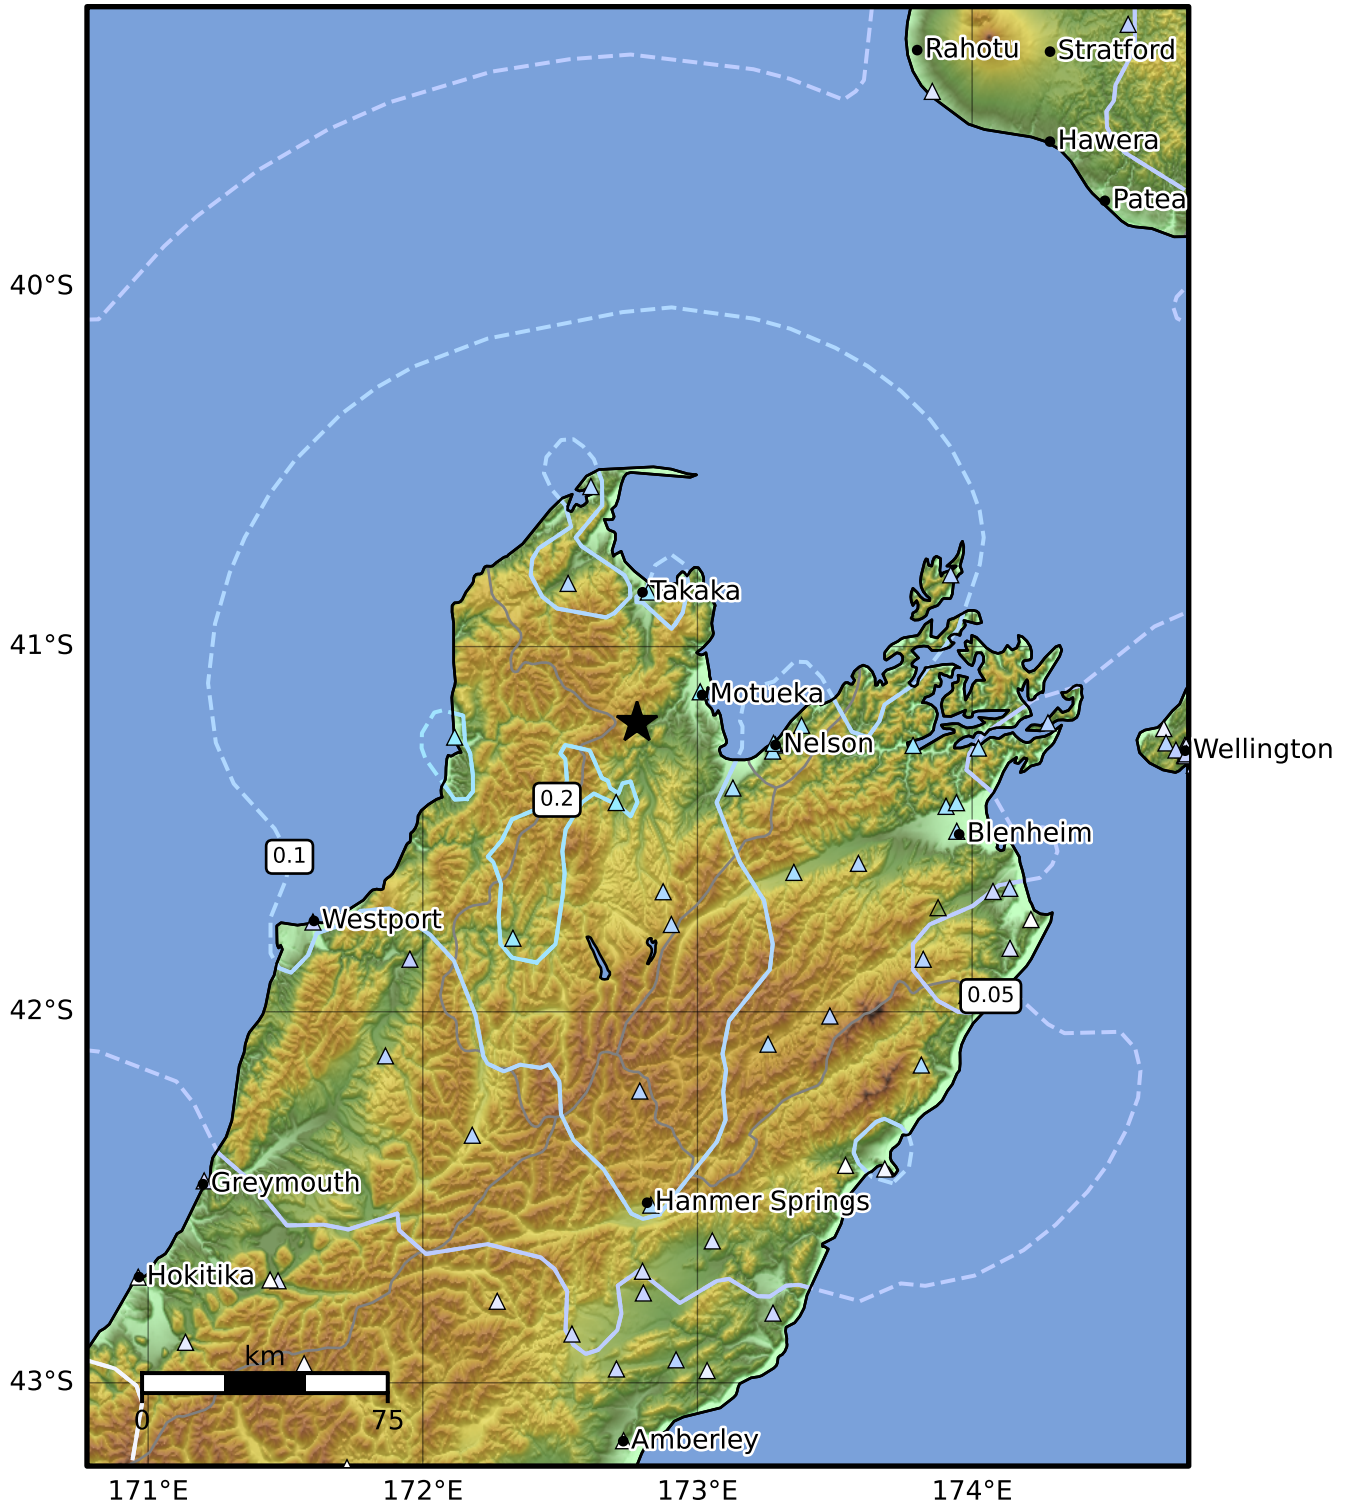 Rahotu
Stratford
Hawera
Patea
40°S
Takaka
41°S
Motueka
Nelson
Wellington
0.2
Blenheim
0.1
Westport
0.05
42°S
Greymouth
Hanmer Springs
Hokitika
km
43°S
0
75
Amberley
171°E
172°E
173°E
174°E